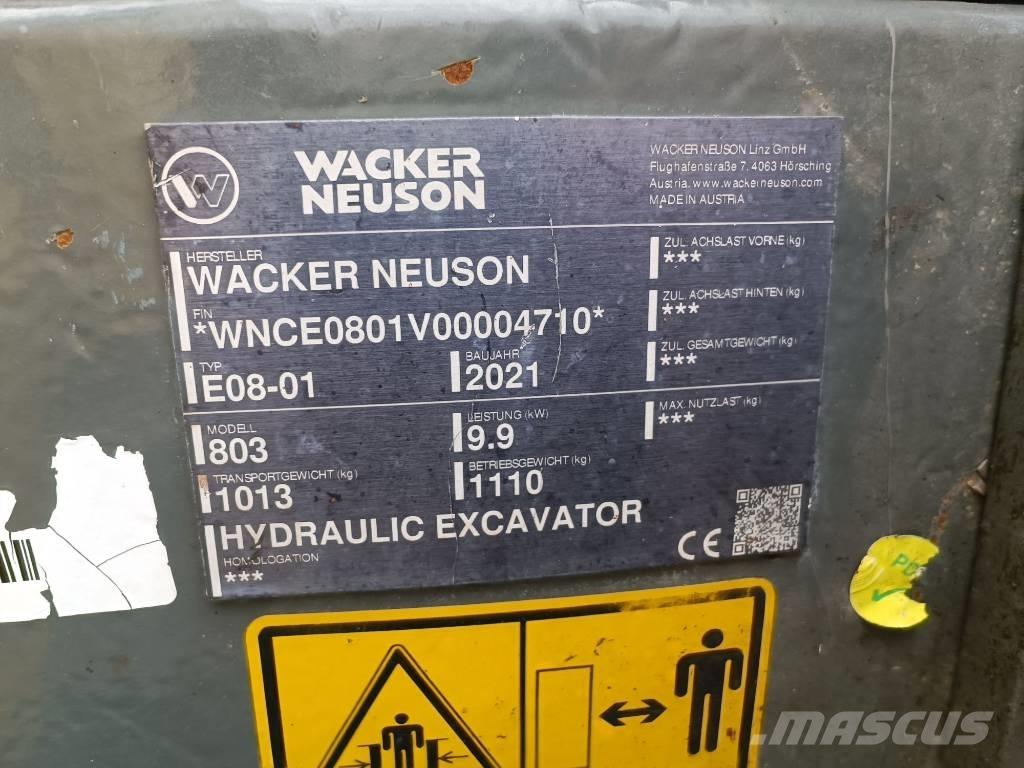 WACKER
NEUSON
WACKER NEUSON Linz GmbH
Flughafenstraße 7, 4063 Hörsching
Austria, www.wackerneuson.com
MADE IN AUSTRIA
HERSTELLER
WACKER NEUSON
FIN
*WNCE0801V00004710*
TYP
E08-01
BAUJAHR
2021
MODELL
803
LEISTUNG (kW)
9.9
TRANSPORTGEWICHT (kg)
1013
BETRIEBSGEWICHT (kg)
1110
HYDRAULIC EXCAVATOR
HOMOLOGATION
***
ZUL. ACHSLAST VORNE (kg)
***
ZUL. ACHSLAST HINTEN (kg)
***
ZUL. GESAMTGEWICHT (kg)
***
MAX. NUTZLAST (kg)
***
CE
MASCUS